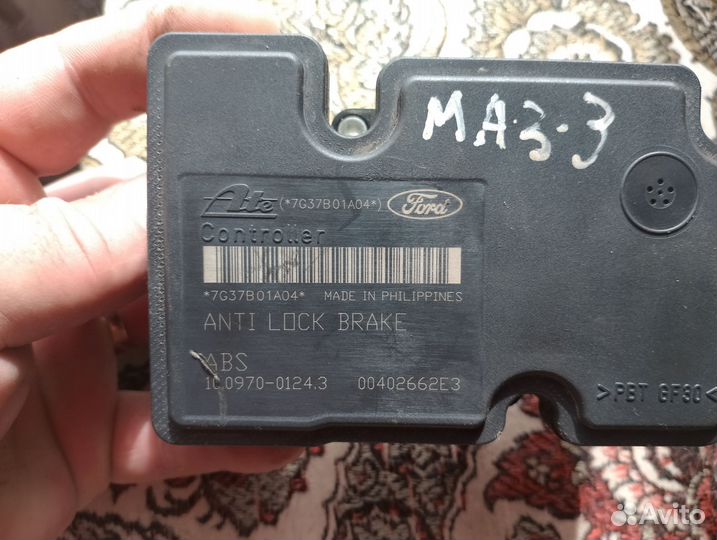 MAЗ-3
Ate (*7G37B01A04*) Ford
Controller
*7G37B01A04* MADE IN PHILIPPINES
ANTI LOCK BRAKE
ABS
10.0970-0124.3 00402662E3
>PBT GF30<
Avito